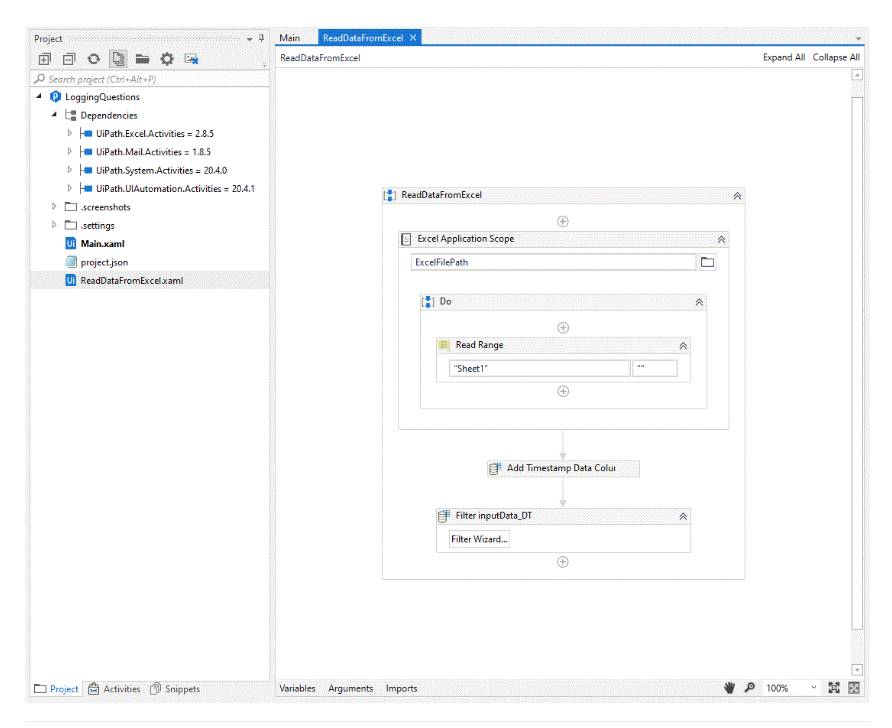 Project
Search project (Ctrl+Alt+P)
LoggingQuestions
Dependencies
UiPath.Excel.Activities = 2.8.5
UiPath.Mail.Activities = 1.8.5
UiPath.System.Activities = 20.4.0
UiPath.UIAutomation.Activities = 20.4.1
.screenshots
.settings
Main.xaml
project.json
ReadDataFromExcel.xaml
Project Activities Snippets
Main ReadDataFromExcel
ReadDataFromExcel Expand All Collapse All
ReadDataFromExcel
Excel Application Scope
ExcelFilePath
Do
Read Range
"Sheet1" ""
Add Timestamp Data Colu
Filter inputData_DT
Filter Wizard...
Variables Arguments Imports 100%